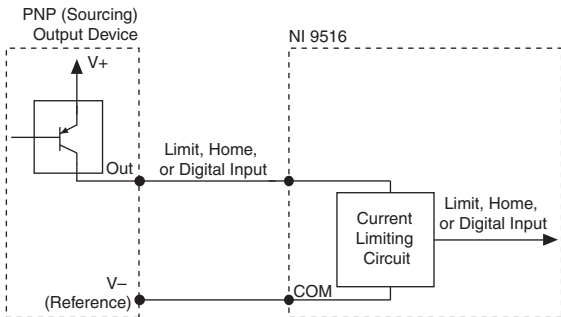 PNP (Sourcing)
Output Device
NI 9516
V+
Limit, Home,
or Digital Input
Out
Limit, Home,
or Digital Input
Current
Limiting
Circuit
V–
(Reference)
COM